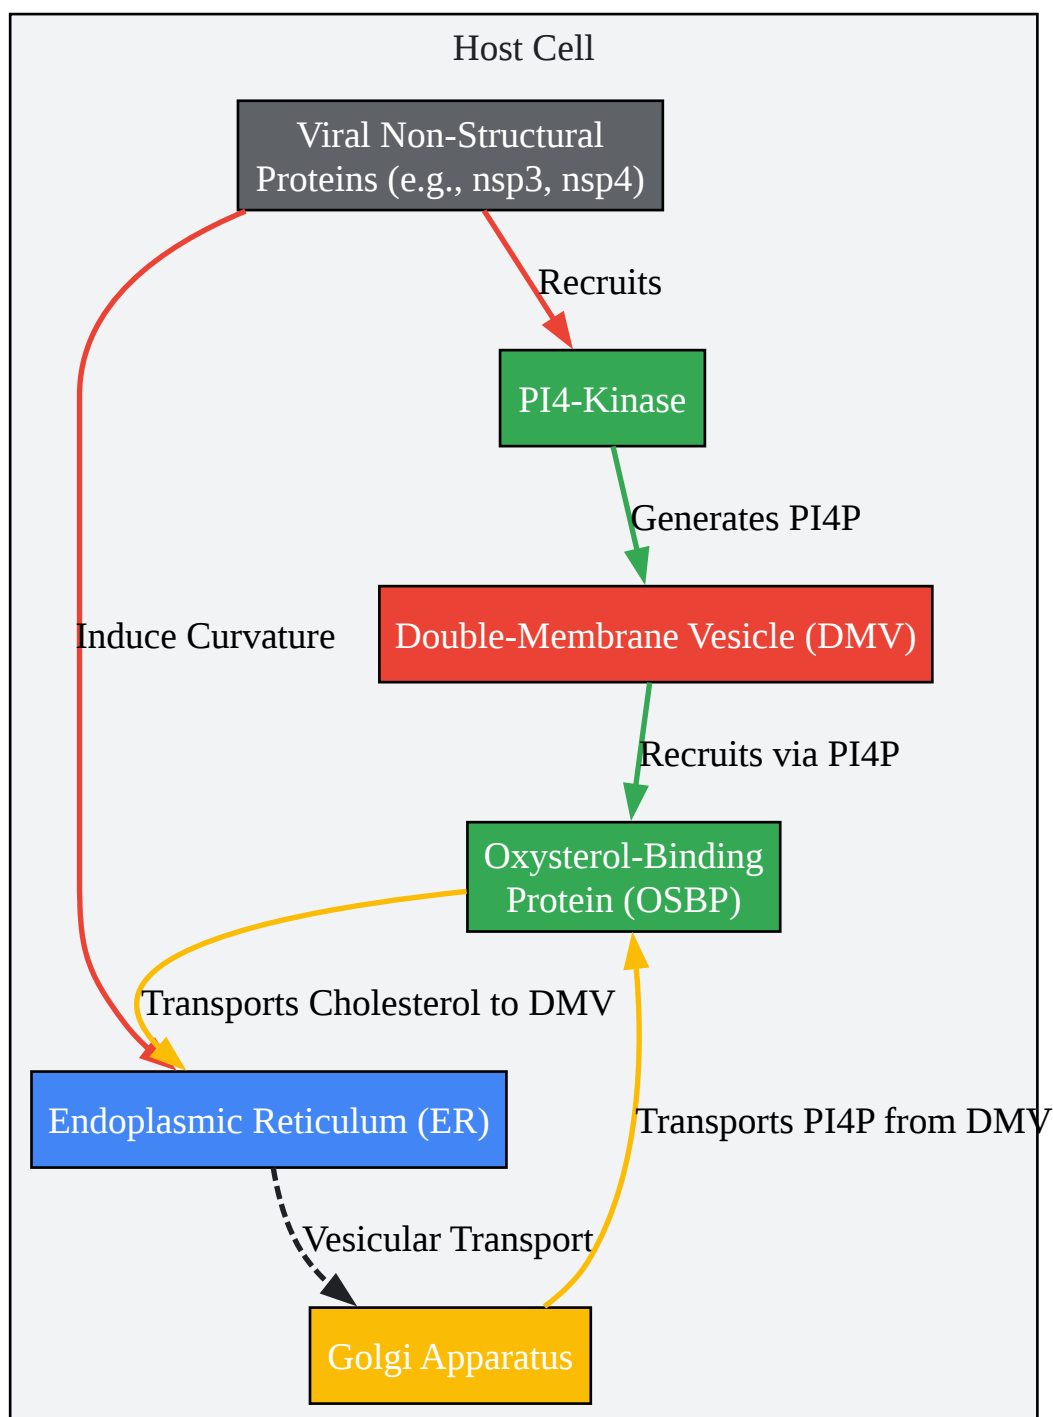 Host Cell
Viral Non-Structural
Proteins (e.g., nsp3, nsp4)
Recruits
PI4-Kinase
Generates PI4P
Induce Curvature
Double-Membrane Vesicle (DMV)
Recruits via PI4P
Oxysterol-Binding
Protein (OSBP)
Transports Cholesterol to DMV
Endoplasmic Reticulum (ER)
Transports PI4P from DMV
Vesicular Transport
Golgi Apparatus